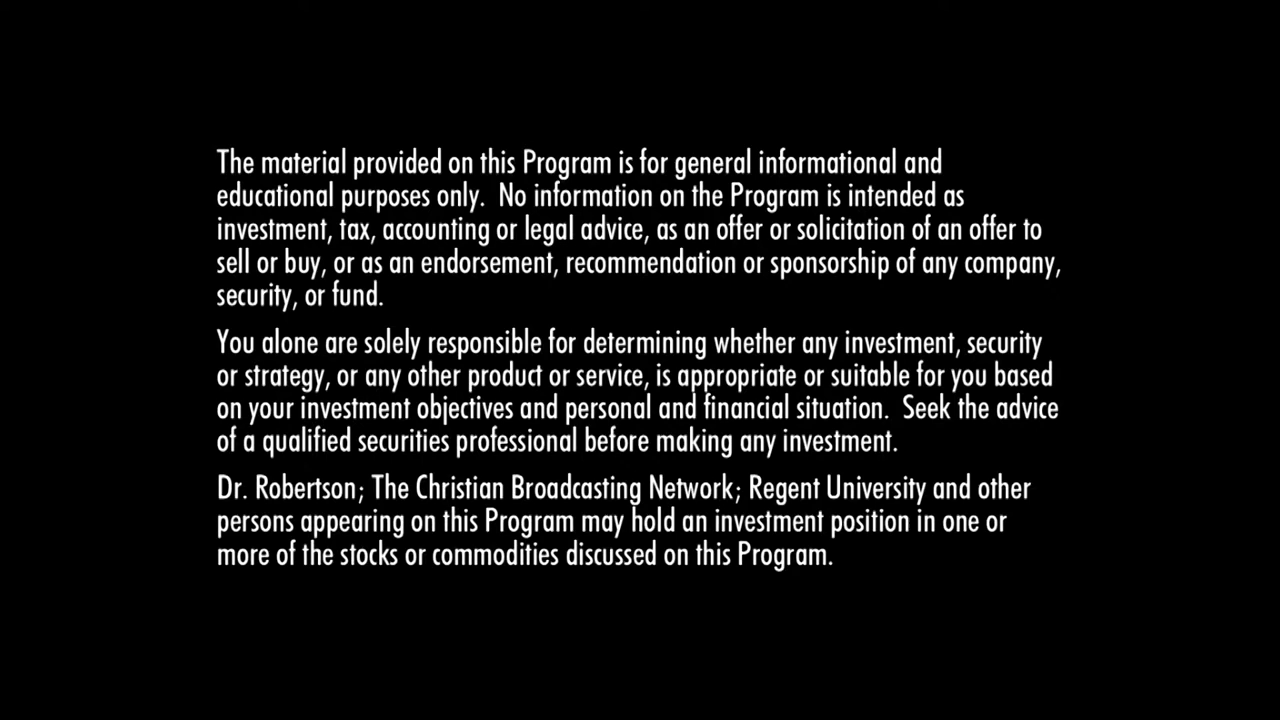 The material provided on this Program is for general informational and
educational purposes only.  No information on the Program is intended as
investment, tax, accounting or legal advice, as an offer or solicitation of an offer to
sell or buy, or as an endorsement, recommendation or sponsorship of any company,
security, or fund.
You alone are solely responsible for determining whether any investment, security
or strategy, or any other product or service, is appropriate or suitable for you based
on your investment objectives and personal and financial situation.  Seek the advice
of a qualified securities professional before making any investment.
Dr. Robertson; The Christian Broadcasting Network; Regent University and other
persons appearing on this Program may hold an investment position in one or
more of the stocks or commodities discussed on this Program.